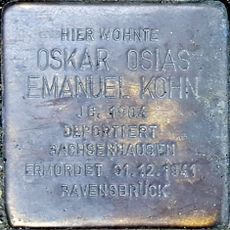 HIER WOHNTE
OSKAR OSIAS
EMANUEL KOHN
JG. 1904
DEPORTIERT
SACHSENHAUSEN
ERMORDET 01.12.1941
RAVENSBRÜCK